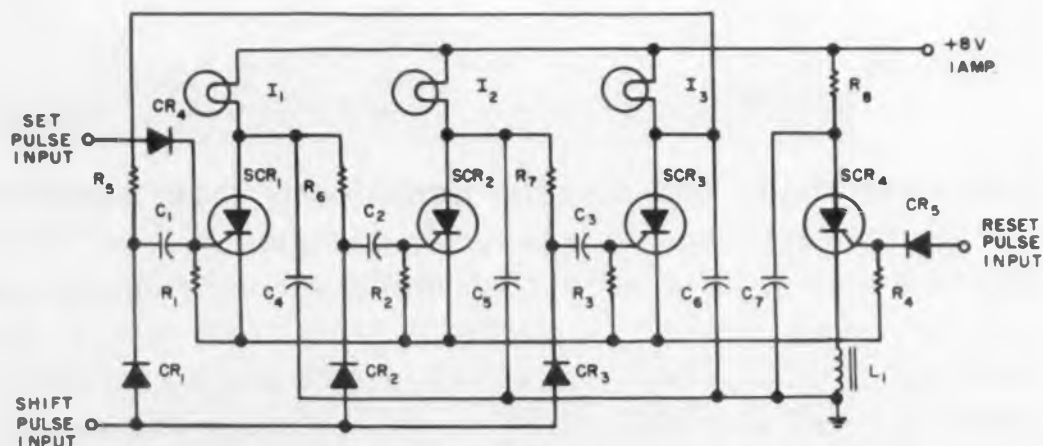 +8V
1AMP.
I₁
I₂
I₃
R₈
CR₄
SET
PULSE
INPUT
R₅
SCR₁
R₆
SCR₂
R₇
SCR₃
SCR₄
CR₅
C₁
C₂
C₃
RESET
PULSE
INPUT
R₁
C₄
R₂
C₅
R₃
C₆
C₇
R₄
CR₁
CR₂
CR₃
L₁
SHIFT
PULSE
INPUT